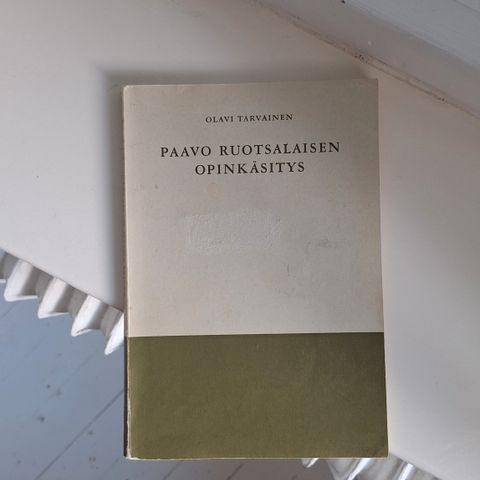 OLAVI TARVAINEN
PAAVO RUOTSALAISEN
OPINKÄSITYS